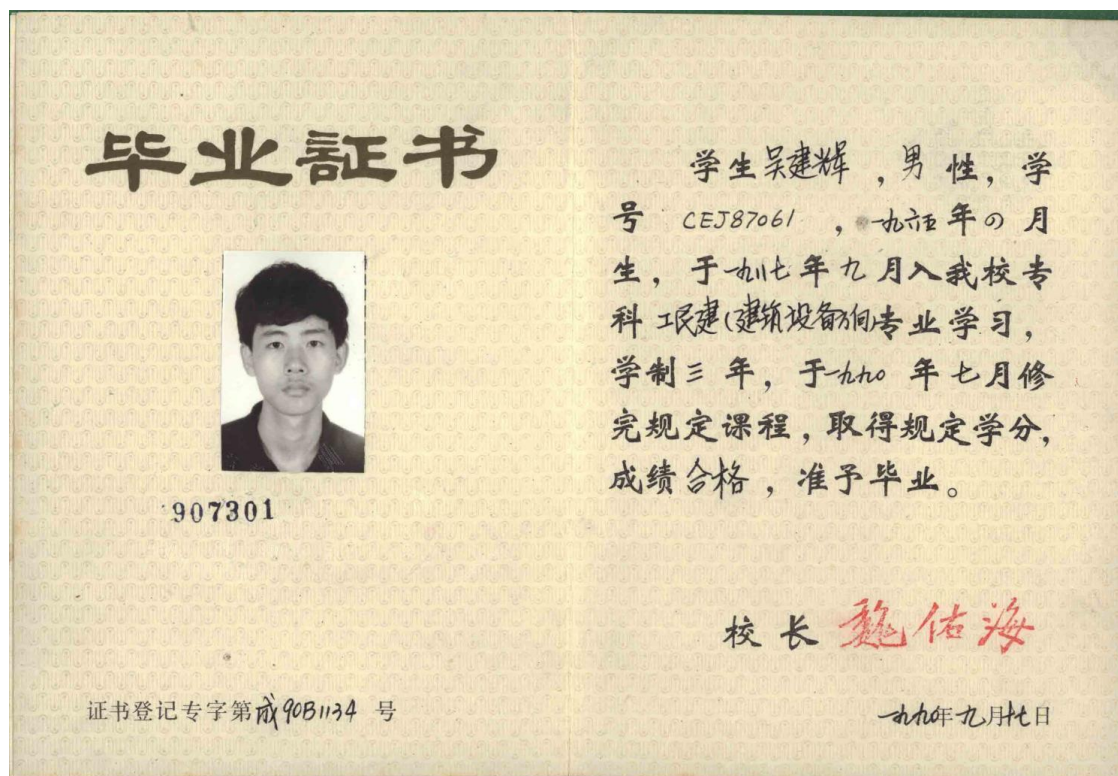 毕业証书
907301
证书登记专字第成90B1134 号
学生吴建辉,男性,学
号 CEJ87061 ,一九六五年四月
生,于一九八七年九月入我校专
科工民建(建筑设备方向)专业学习,
学制三年,于一九九〇年七月修
完规定课程,取得规定学分,
成绩合格,准予毕业。
校长 魏佑海
一九九〇年九月十七日